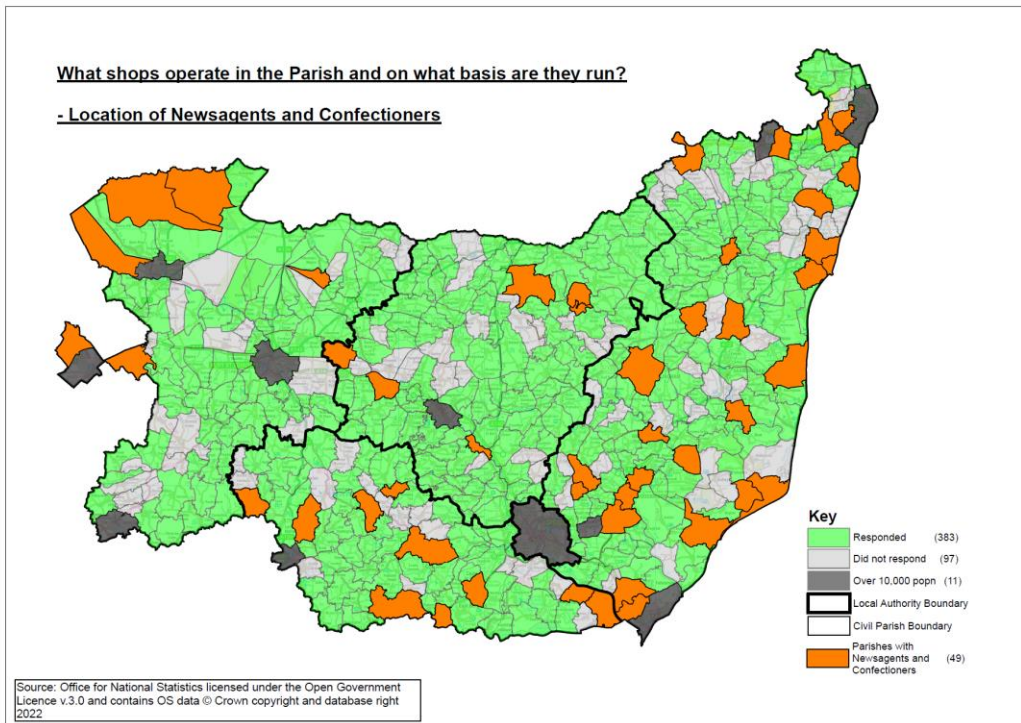 What shops operate in the Parish and on what basis are they run?
- Location of Newsagents and Confectioners
Key
Responded (383)
Did not respond (97)
Over 10,000 popn (11)
Local Authority Boundary
Civil Parish Boundary
Parishes with
Newsagents and (49)
Confectioners
Source: Office for National Statistics licensed under the Open Government
Licence v.3.0 and contains OS data © Crown copyright and database right
2022